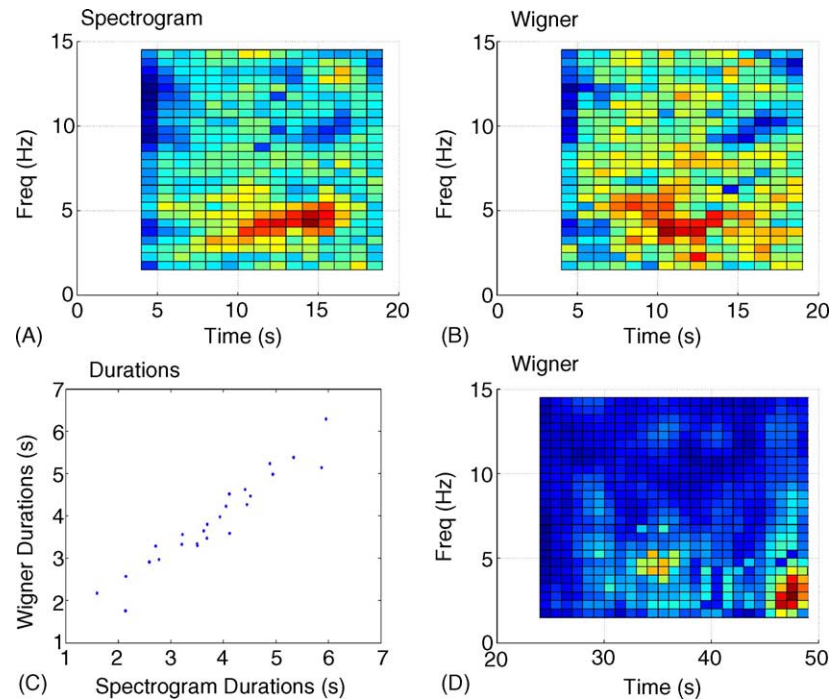 Spectrogram
15
10
5
0
Freq (Hz)
0 5 10 15 20
Time (s)
(A)
Wigner
15
10
5
0
Freq (Hz)
0 5 10 15 20
Time (s)
(B)
Durations
7
6
5
4
3
2
1
Wigner Durations (s)
1 2 3 4 5 6 7
Spectrogram Durations (s)
(C)
Wigner
15
10
5
0
Freq (Hz)
20 30 40 50
Time (s)
(D)